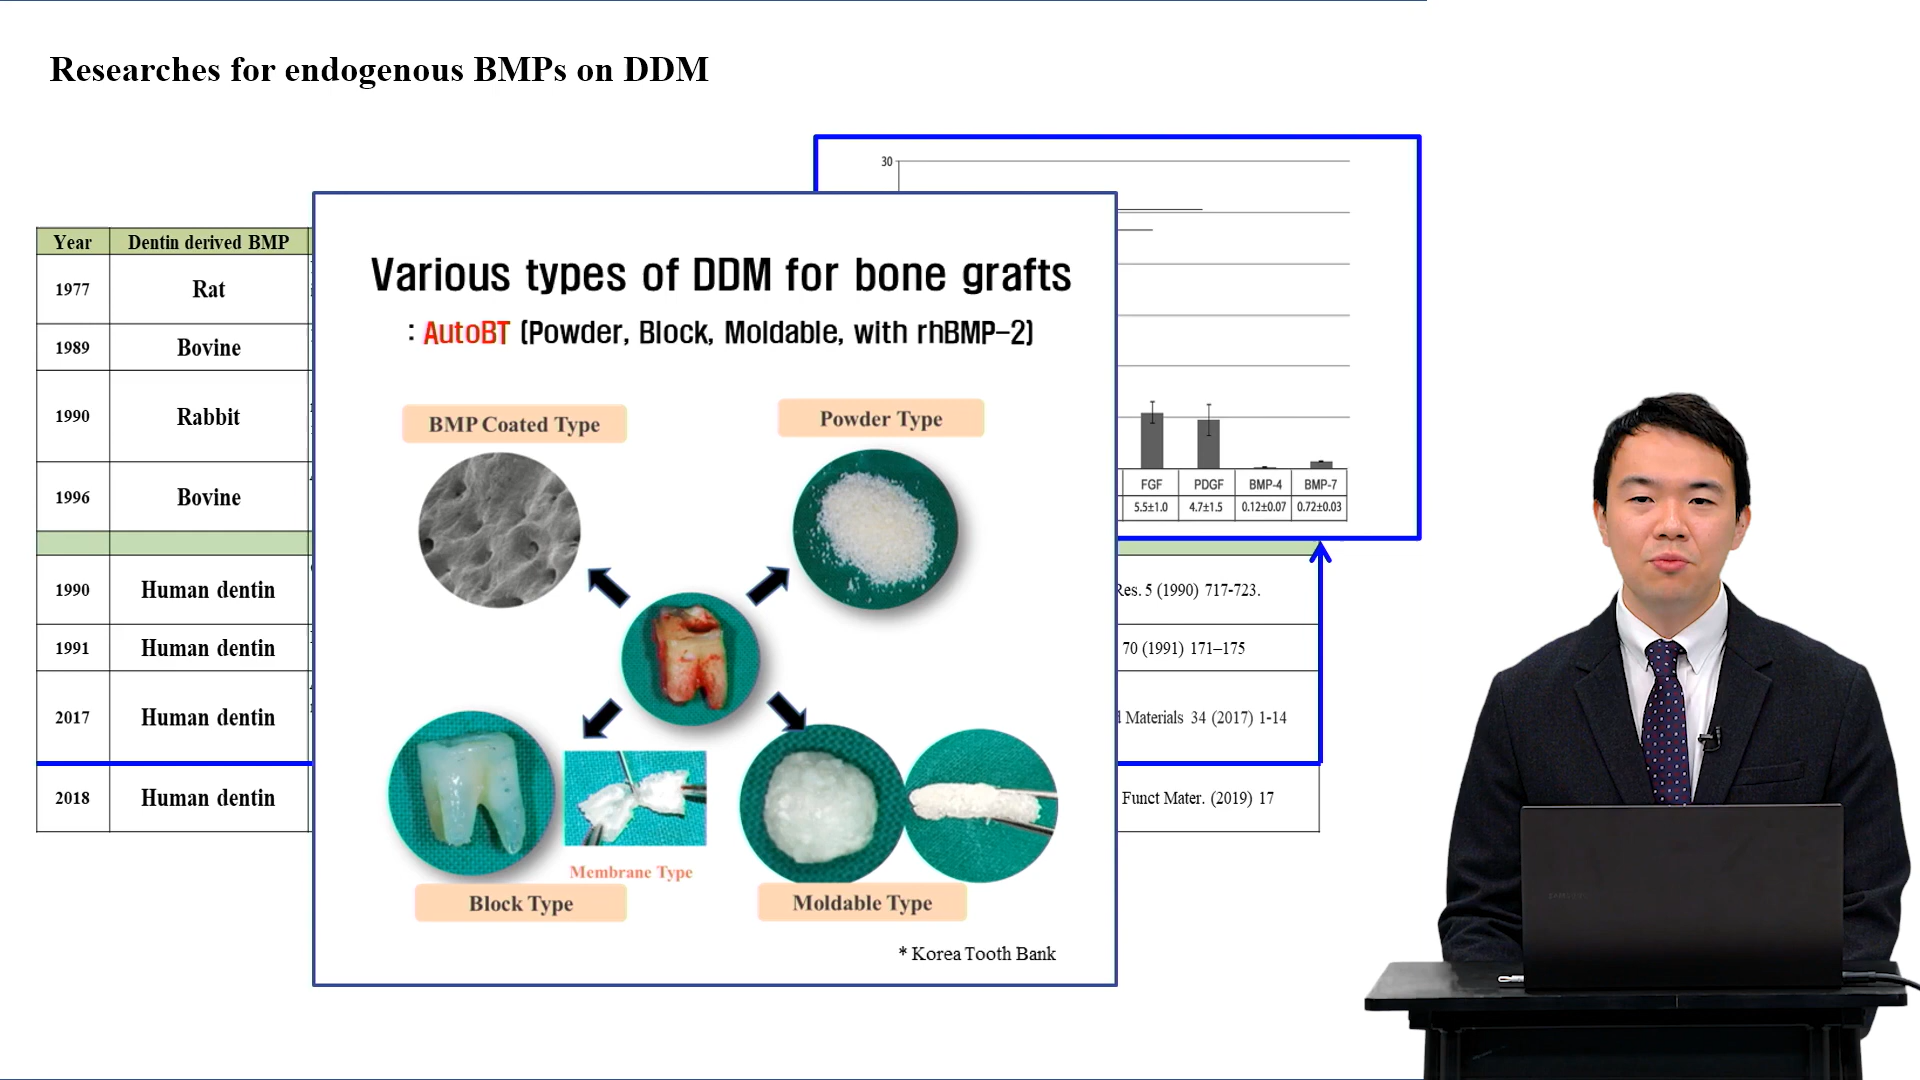 Researches for endogenous BMPs on DDM
30
Year Dentin derived BMP
1977 Rat
1989 Bovine
1990 Rabbit
1996 Bovine
1990 Human dentin
1991 Human dentin
2017 Human dentin
2018 Human dentin
Various types of DDM for bone grafts
: AutoBT (Powder, Block, Moldable, with rhBMP-2)
BMP Coated Type
Powder Type
Membrane Type
Block Type
Moldable Type
* Korea Tooth Bank
FGF PDGF BMP-4 BMP-7
5.5±1.0 4.7±1.5 0.12±0.07 0.72±0.03
Res. 5 (1990) 717-723.
70 (1991) 171–175
Materials 34 (2017) 1-14
Funct Mater. (2019) 17